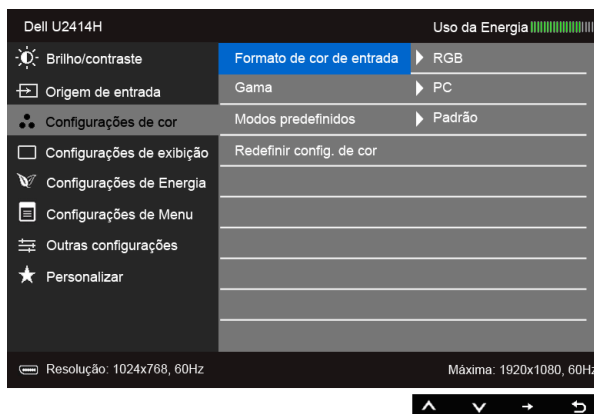 Dell U2414H
Uso da Energia
Brilho/contraste
Formato de cor de entrada
RGB
Origem de entrada
Gama
PC
Configurações de cor
Modos predefinidos
Padrão
Configurações de exibição
Redefinir config. de cor
Configurações de Energia
Configurações de Menu
Outras configurações
Personalizar
Resolução: 1024x768, 60Hz
Máxima: 1920x1080, 60Hz